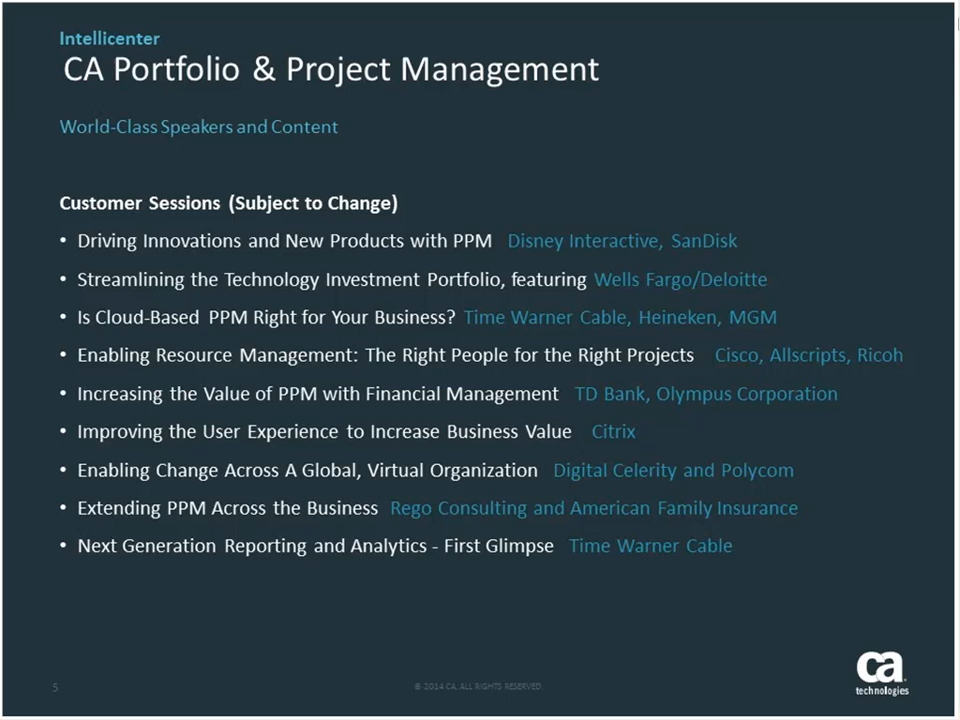 Intellicenter
CA Portfolio & Project Management
World-Class Speakers and Content
Customer Sessions (Subject to Change)
• Driving Innovations and New Products with PPM Disney Interactive, SanDisk
• Streamlining the Technology Investment Portfolio, featuring Wells Fargo/Deloitte
• Is Cloud-Based PPM Right for Your Business? Time Warner Cable, Heineken, MGM
• Enabling Resource Management: The Right People for the Right Projects Cisco, Allscripts, Ricoh
• Increasing the Value of PPM with Financial Management TD Bank, Olympus Corporation
• Improving the User Experience to Increase Business Value Citrix
• Enabling Change Across A Global, Virtual Organization Digital Celerity and Polycom
• Extending PPM Across the Business Rego Consulting and American Family Insurance
• Next Generation Reporting and Analytics - First Glimpse Time Warner Cable
5
© 2014 CA. ALL RIGHTS RESERVED.
ca
technologies